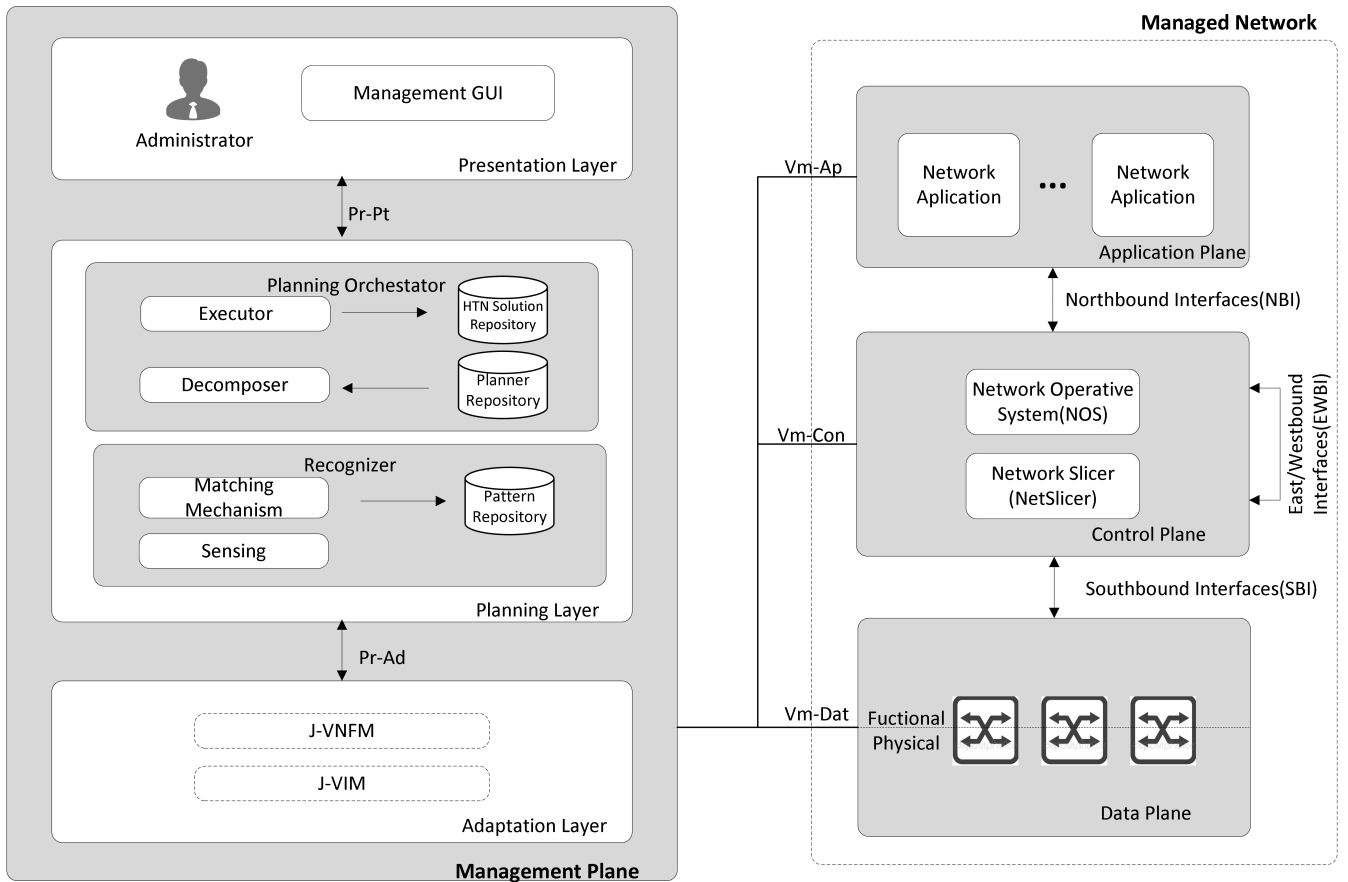 Managed Network
Management GUI
Administrator
Presentation Layer
Pr-Pt
Planning Orchestator
Executor
HTN Solution
Repository
Decomposer
Planner
Repository
Recognizer
Matching
Mechanism
Pattern
Repository
Sensing
Planning Layer
Pr-Ad
J-VNFM
J-VIM
Adaptation Layer
Management Plane
Vm-Ap
Vm-Con
Vm-Dat
Network
Aplication
...
Network
Aplication
Application Plane
Northbound Interfaces(NBI)
Network Operative
System(NOS)
Network Slicer
(NetSlicer)
Control Plane
East/Westbound
Interfaces(EWBI)
Southbound Interfaces(SBI)
Fuctional
Physical
Data Plane